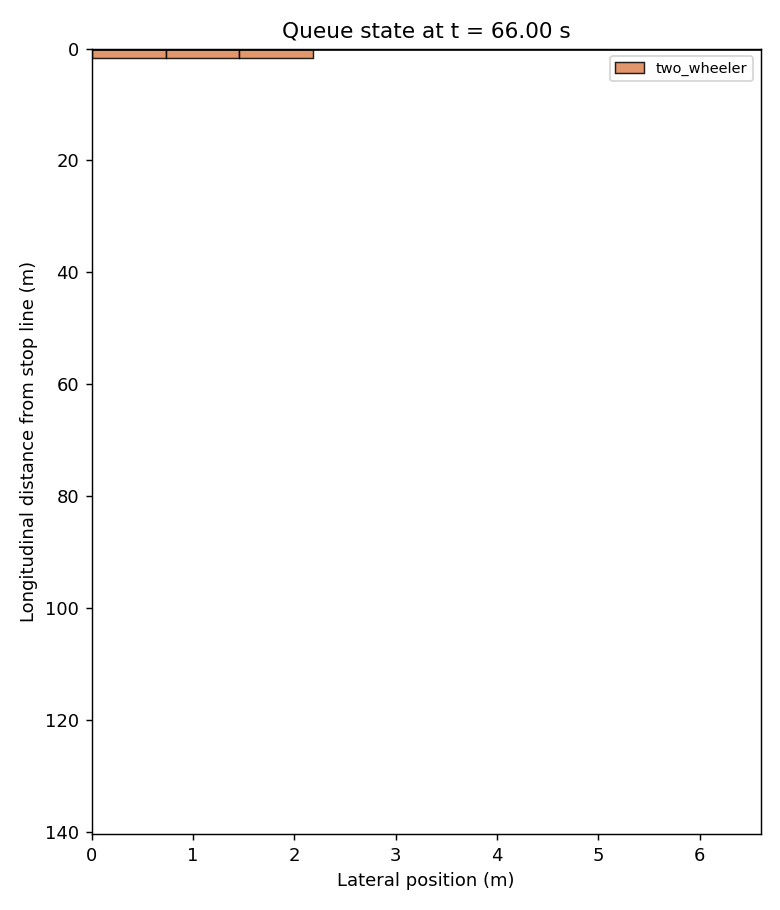 Queue state at t = 66.00 s
two_wheeler
Longitudinal distance from stop line (m)
0
20
40
60
80
100
120
140
0 1 2 3 4 5 6
Lateral position (m)